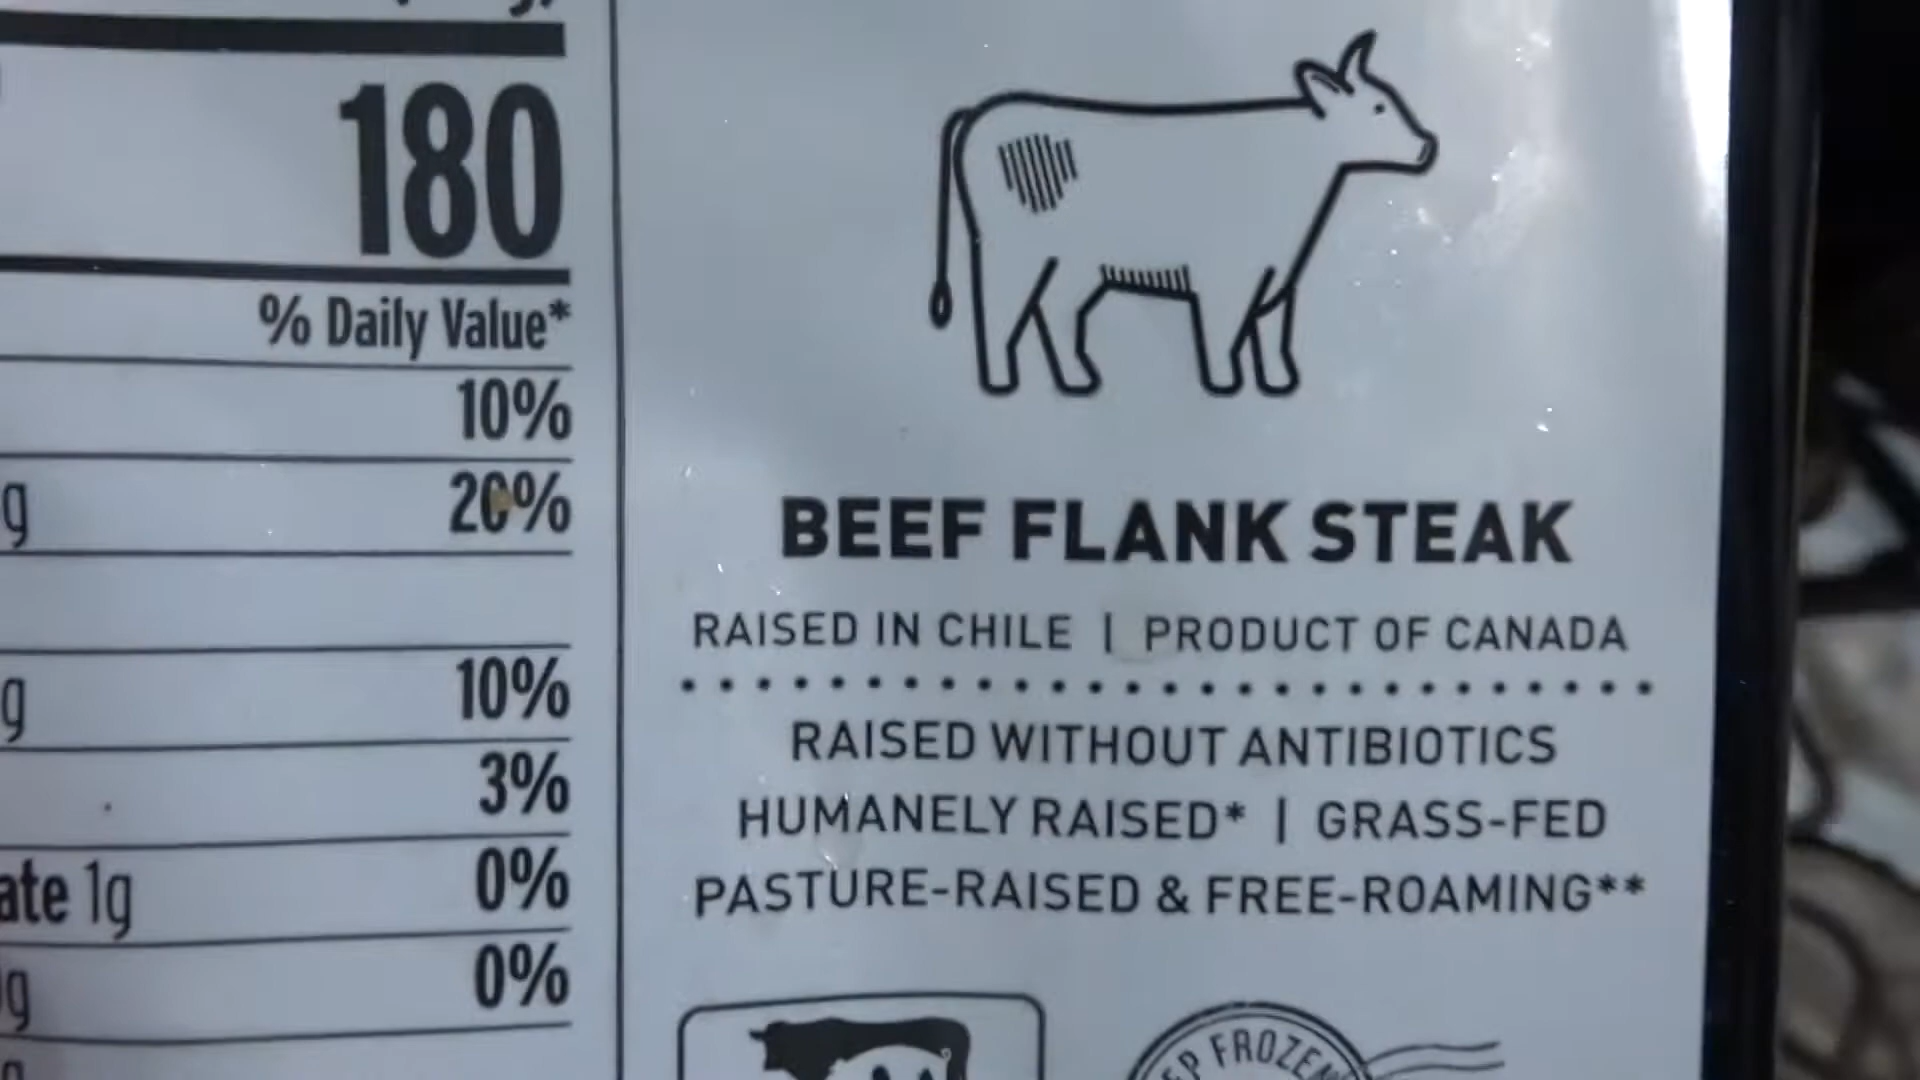 180
% Daily Value*
10%
g 20%
g 10%
3%
ate 1g 0%
g 0%
BEEF FLANK STEAK
RAISED IN CHILE | PRODUCT OF CANADA
RAISED WITHOUT ANTIBIOTICS
HUMANELY RAISED* | GRASS-FED
PASTURE-RAISED & FREE-ROAMING**
FROZEN